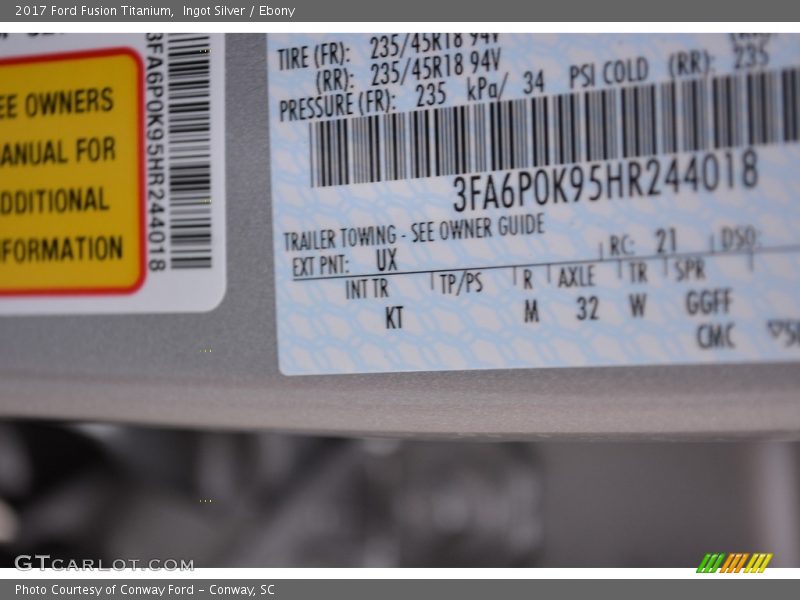 2017 Ford Fusion Titanium, Ingot Silver / Ebony
EE OWNERS
ANUAL FOR
DDITIONAL
FORMATION
3FA6P0K95HR244018
TIRE (FR): 235/45R18 94V
(RR): 235/45R18 94V
PRESSURE (FR): 235 kPa/ 34 PSI COLD (RR): 235
3FA6P0K95HR244018
TRAILER TOWING - SEE OWNER GUIDE
EXT PNT: UX RC: 21 DSO:
INT TR TP/PS R AXLE TR SPR
KT M 32 W GGFF
CMC
GTCARLOT.COM
Photo Courtesy of Conway Ford - Conway, SC